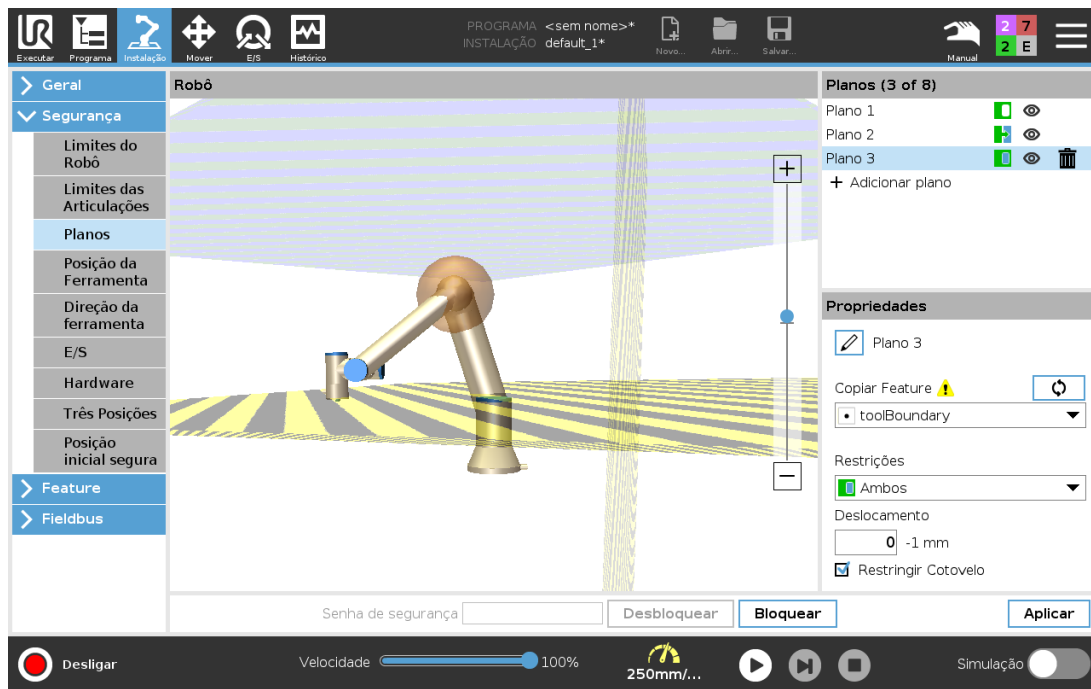 PROGRAMA <sem nome>*
INSTALAÇÃO default_1*
Executar
Programa
Instalação
Mover
E/S
Histórico
Novo...
Abrir...
Salvar...
Manual
2 7
2 E
Geral
Segurança
Limites do
Robô
Limites das
Articulações
Planos
Posição da
Ferramenta
Direção da
ferramenta
E/S
Hardware
Três Posições
Posição
inicial segura
Feature
Fieldbus
Robô
Planos (3 of 8)
Plano 1
Plano 2
Plano 3
+ Adicionar plano
Propriedades
Plano 3
Copiar Feature
toolBoundary
Restrições
Ambos
Deslocamento
0 -1 mm
Restringir Cotovelo
Senha de segurança
Desbloquear
Bloquear
Aplicar
Desligar
Velocidade 100%
250mm/...
Simulação